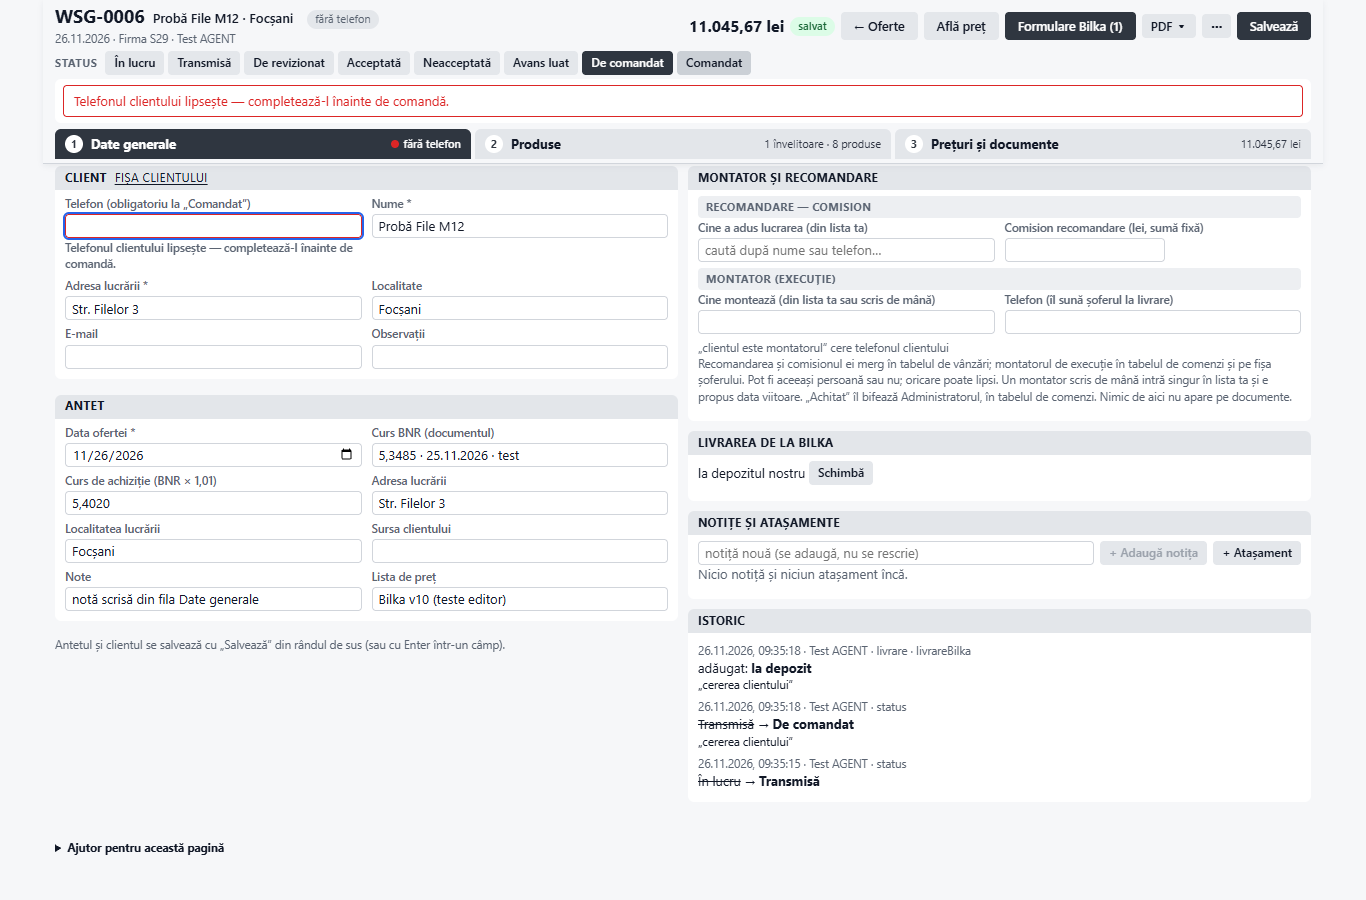 WSG-0006 Probă File M12 · Focșani fără telefon
26.11.2026 · Firma S29 · Test AGENT
11.045,67 lei salvat ← Oferte Află preț Formulare Bilka (1) PDF ▾ ··· Salvează
STATUS În lucru Transmisă De revizionat Acceptată Neacceptată Avans luat De comandat Comandat
Telefonul clientului lipsește — completează-l înainte de comandă.
1 Date generale fără telefon
2 Produse 1 învelitoare · 8 produse
3 Prețuri și documente 11.045,67 lei
CLIENT FIȘA CLIENTULUI
Telefon (obligatoriu la „Comandat”) Nume *
Probă File M12
Telefonul clientului lipsește — completează-l înainte de
comandă.
Adresa lucrării * Localitate
Str. Filelor 3 Focșani
E-mail Observații
ANTET
Data ofertei * Curs BNR (documentul)
11/26/2026 5,3485 · 25.11.2026 · test
Curs de achiziție (BNR × 1,01) Adresa lucrării
5,4020 Str. Filelor 3
Localitatea lucrării Sursa clientului
Focșani
Note Lista de preț
notă scrisă din fila Date generale Bilka v10 (teste editor)
Antetul și clientul se salvează cu „Salvează” din rândul de sus (sau cu Enter într-un câmp).
MONTATOR ȘI RECOMANDARE
RECOMANDARE — COMISION
Cine a adus lucrarea (din lista ta) Comision recomandare (lei, sumă fixă)
caută după nume sau telefon...
MONTATOR (EXECUȚIE)
Cine montează (din lista ta sau scris de mână) Telefon (îl sună șoferul la livrare)
„clientul este montatorul” cere telefonul clientului
Recomandarea și comisionul ei merg în tabelul de vânzări; montatorul de execuție în tabelul de comenzi și pe fișa
șoferului. Pot fi aceeași persoană sau nu; oricare poate lipsi. Un montator scris de mână intră singur în lista ta și e
propus data viitoare. „Achitat” îl bifează Administratorul, în tabelul de comenzi. Nimic de aici nu apare pe documente.
LIVRAREA DE LA BILKA
la depozitul nostru Schimbă
NOTIȚE ȘI ATAȘAMENTE
notiță nouă (se adaugă, nu se rescrie) + Adaugă notița + Atașament
Nicio notiță și niciun atașament încă.
ISTORIC
26.11.2026, 09:35:18 · Test AGENT · livrare · livrareBilka
adăugat: la depozit
„cererea clientului”
26.11.2026, 09:35:18 · Test AGENT · status
Transmisă → De comandat
„cererea clientului”
26.11.2026, 09:35:15 · Test AGENT · status
În lucru → Transmisă
▶ Ajutor pentru această pagină